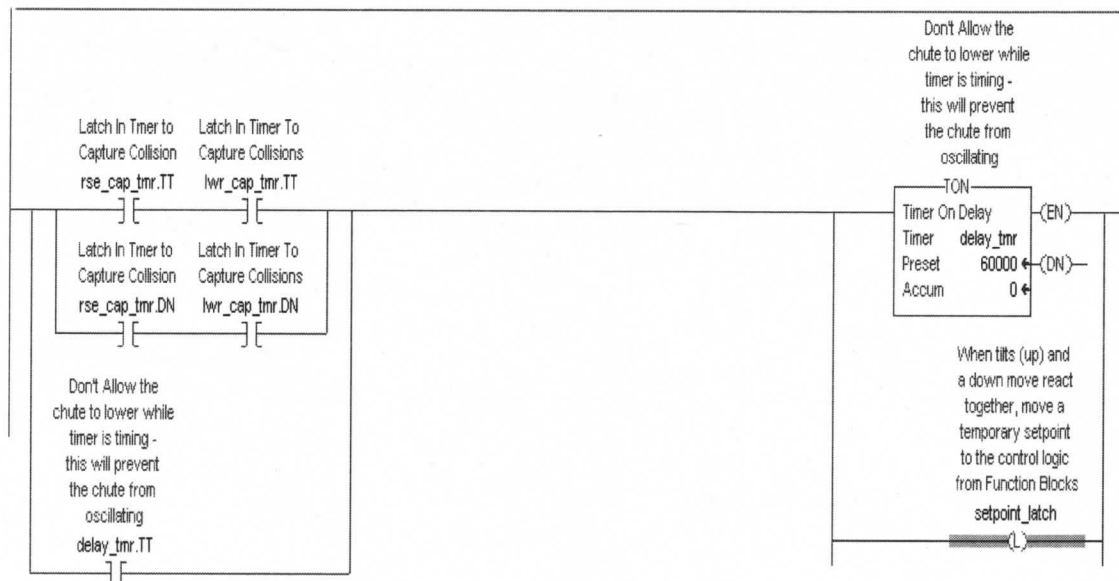 Don't Allow the
chute to lower while
timer is timing -
this will prevent
the chute from
oscillating
Latch In Tmer to
Capture Collision
rse_cap_tmr.TT
Latch In Timer To
Capture Collisions
lwr_cap_tmr.TT
TON
Timer On Delay
Timer delay_tmr
Preset 60000
Accum 0
(EN)
(DN)
Latch In Tmer to
Capture Collision
rse_cap_tmr.DN
Latch In Timer To
Capture Collisions
lwr_cap_tmr.DN
Don't Allow the
chute to lower while
timer is timing -
this will prevent
the chute from
oscillating
delay_tmr.TT
When tilts (up) and
a down move react
together, move a
temporary setpoint
to the control logic
from Function Blocks
setpoint_latch
(L)